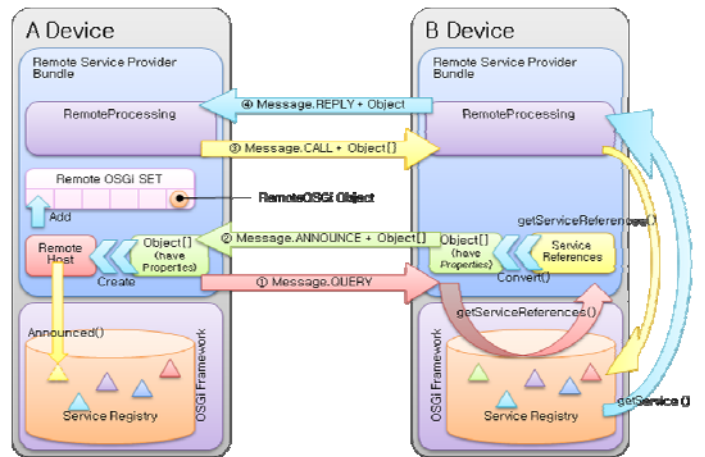 A Device
Remote Service Provider
Bundle
RemoteProcessing
Remote OSGi SET
Add
RemoteOSGi Object
Remote
Host
Create
Object[]
(have
Properties)
Announced()
Service Registry
OSGi Framework
④ Message.REPLY + Object
③ Message.CALL + Object[]
② Message.ANNOUNCE + Object[]
① Message.QUERY
B Device
Remote Service Provider
Bundle
RemoteProcessing
getServiceReferences()
Object[]
(have
Properties)
Service
References
Convert()
getServiceReferences()
OSGi Framework
Service Registry
getService ()